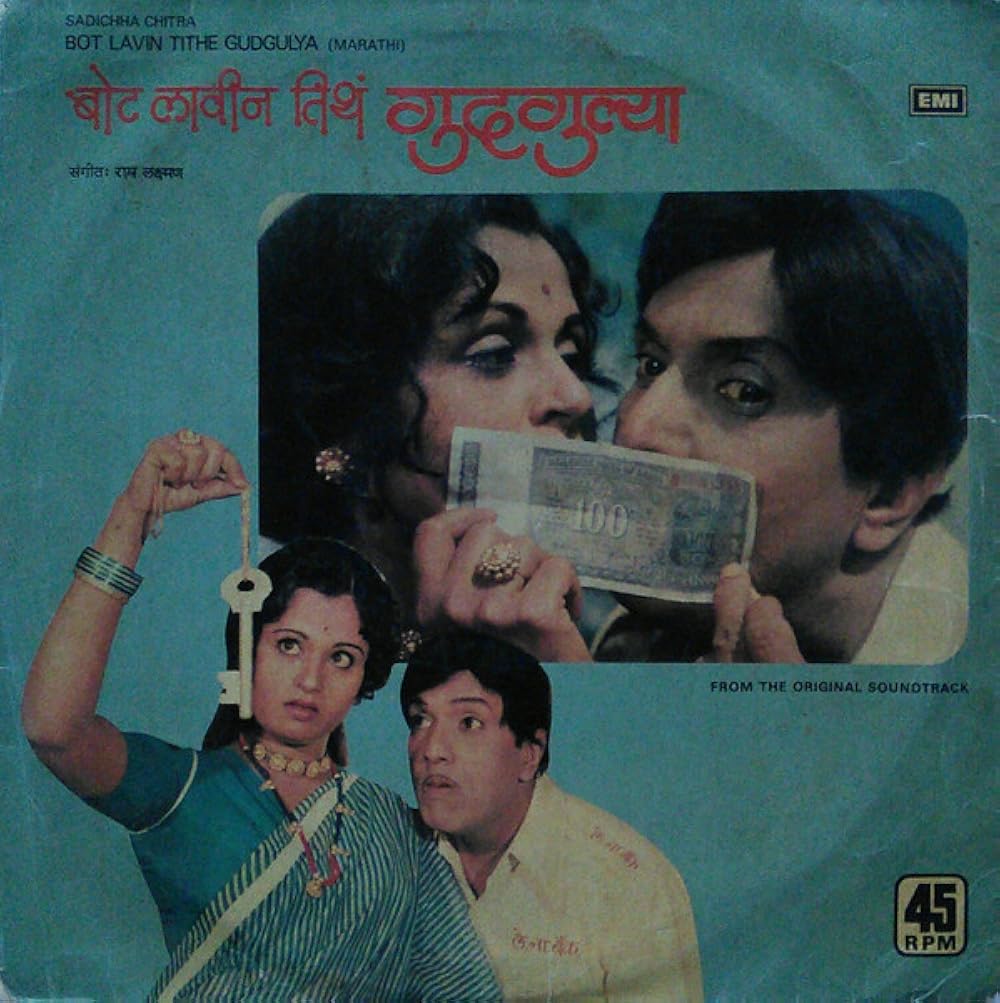 SADICHHA CHITRA
BOT LAVIN TITHE GUDGULYA (MARATHI)
बोट लावीन तिथं गुदगुल्या
EMI
संगीत: राम लक्ष्मण
100
FROM THE ORIGINAL SOUNDTRACK
देना बँक
देना बँक
45
RPM